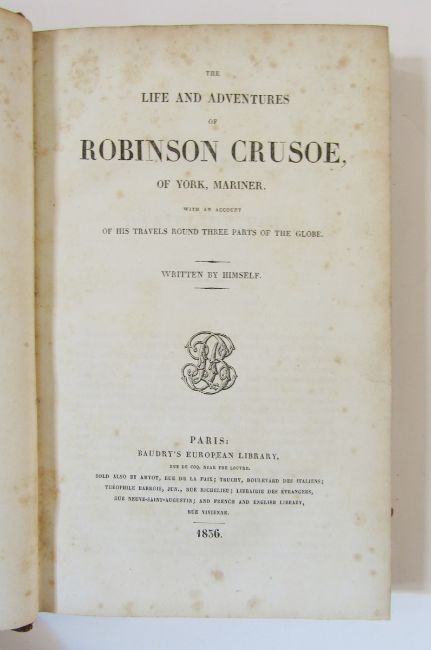 THE
LIFE AND ADVENTURES
OF
ROBINSON CRUSOE,
OF YORK, MARINER.
WITH AN ACCOUNT
OF HIS TRAVELS ROUND THREE PARTS OF THE GLOBE.
WRITTEN BY HIMSELF.
PARIS:
BAUDRY'S EUROPEAN LIBRARY,
RUE DU COQ, NEAR THE LOUVRE.
SOLD ALSO BY AMYOT, RUE DE LA PAIX; TRUCHY, BOULEVARD DES ITALIENS;
THÉOPHILE BARROIS, JUN., RUE RICHELIEU; LIBRAIRIE DES ÉTRANGERS,
RUE NEUVE-SAINT-AUGUSTIN; AND FRENCH AND ENGLISH LIBRARY,
RUE VIVIENNE.
1836.